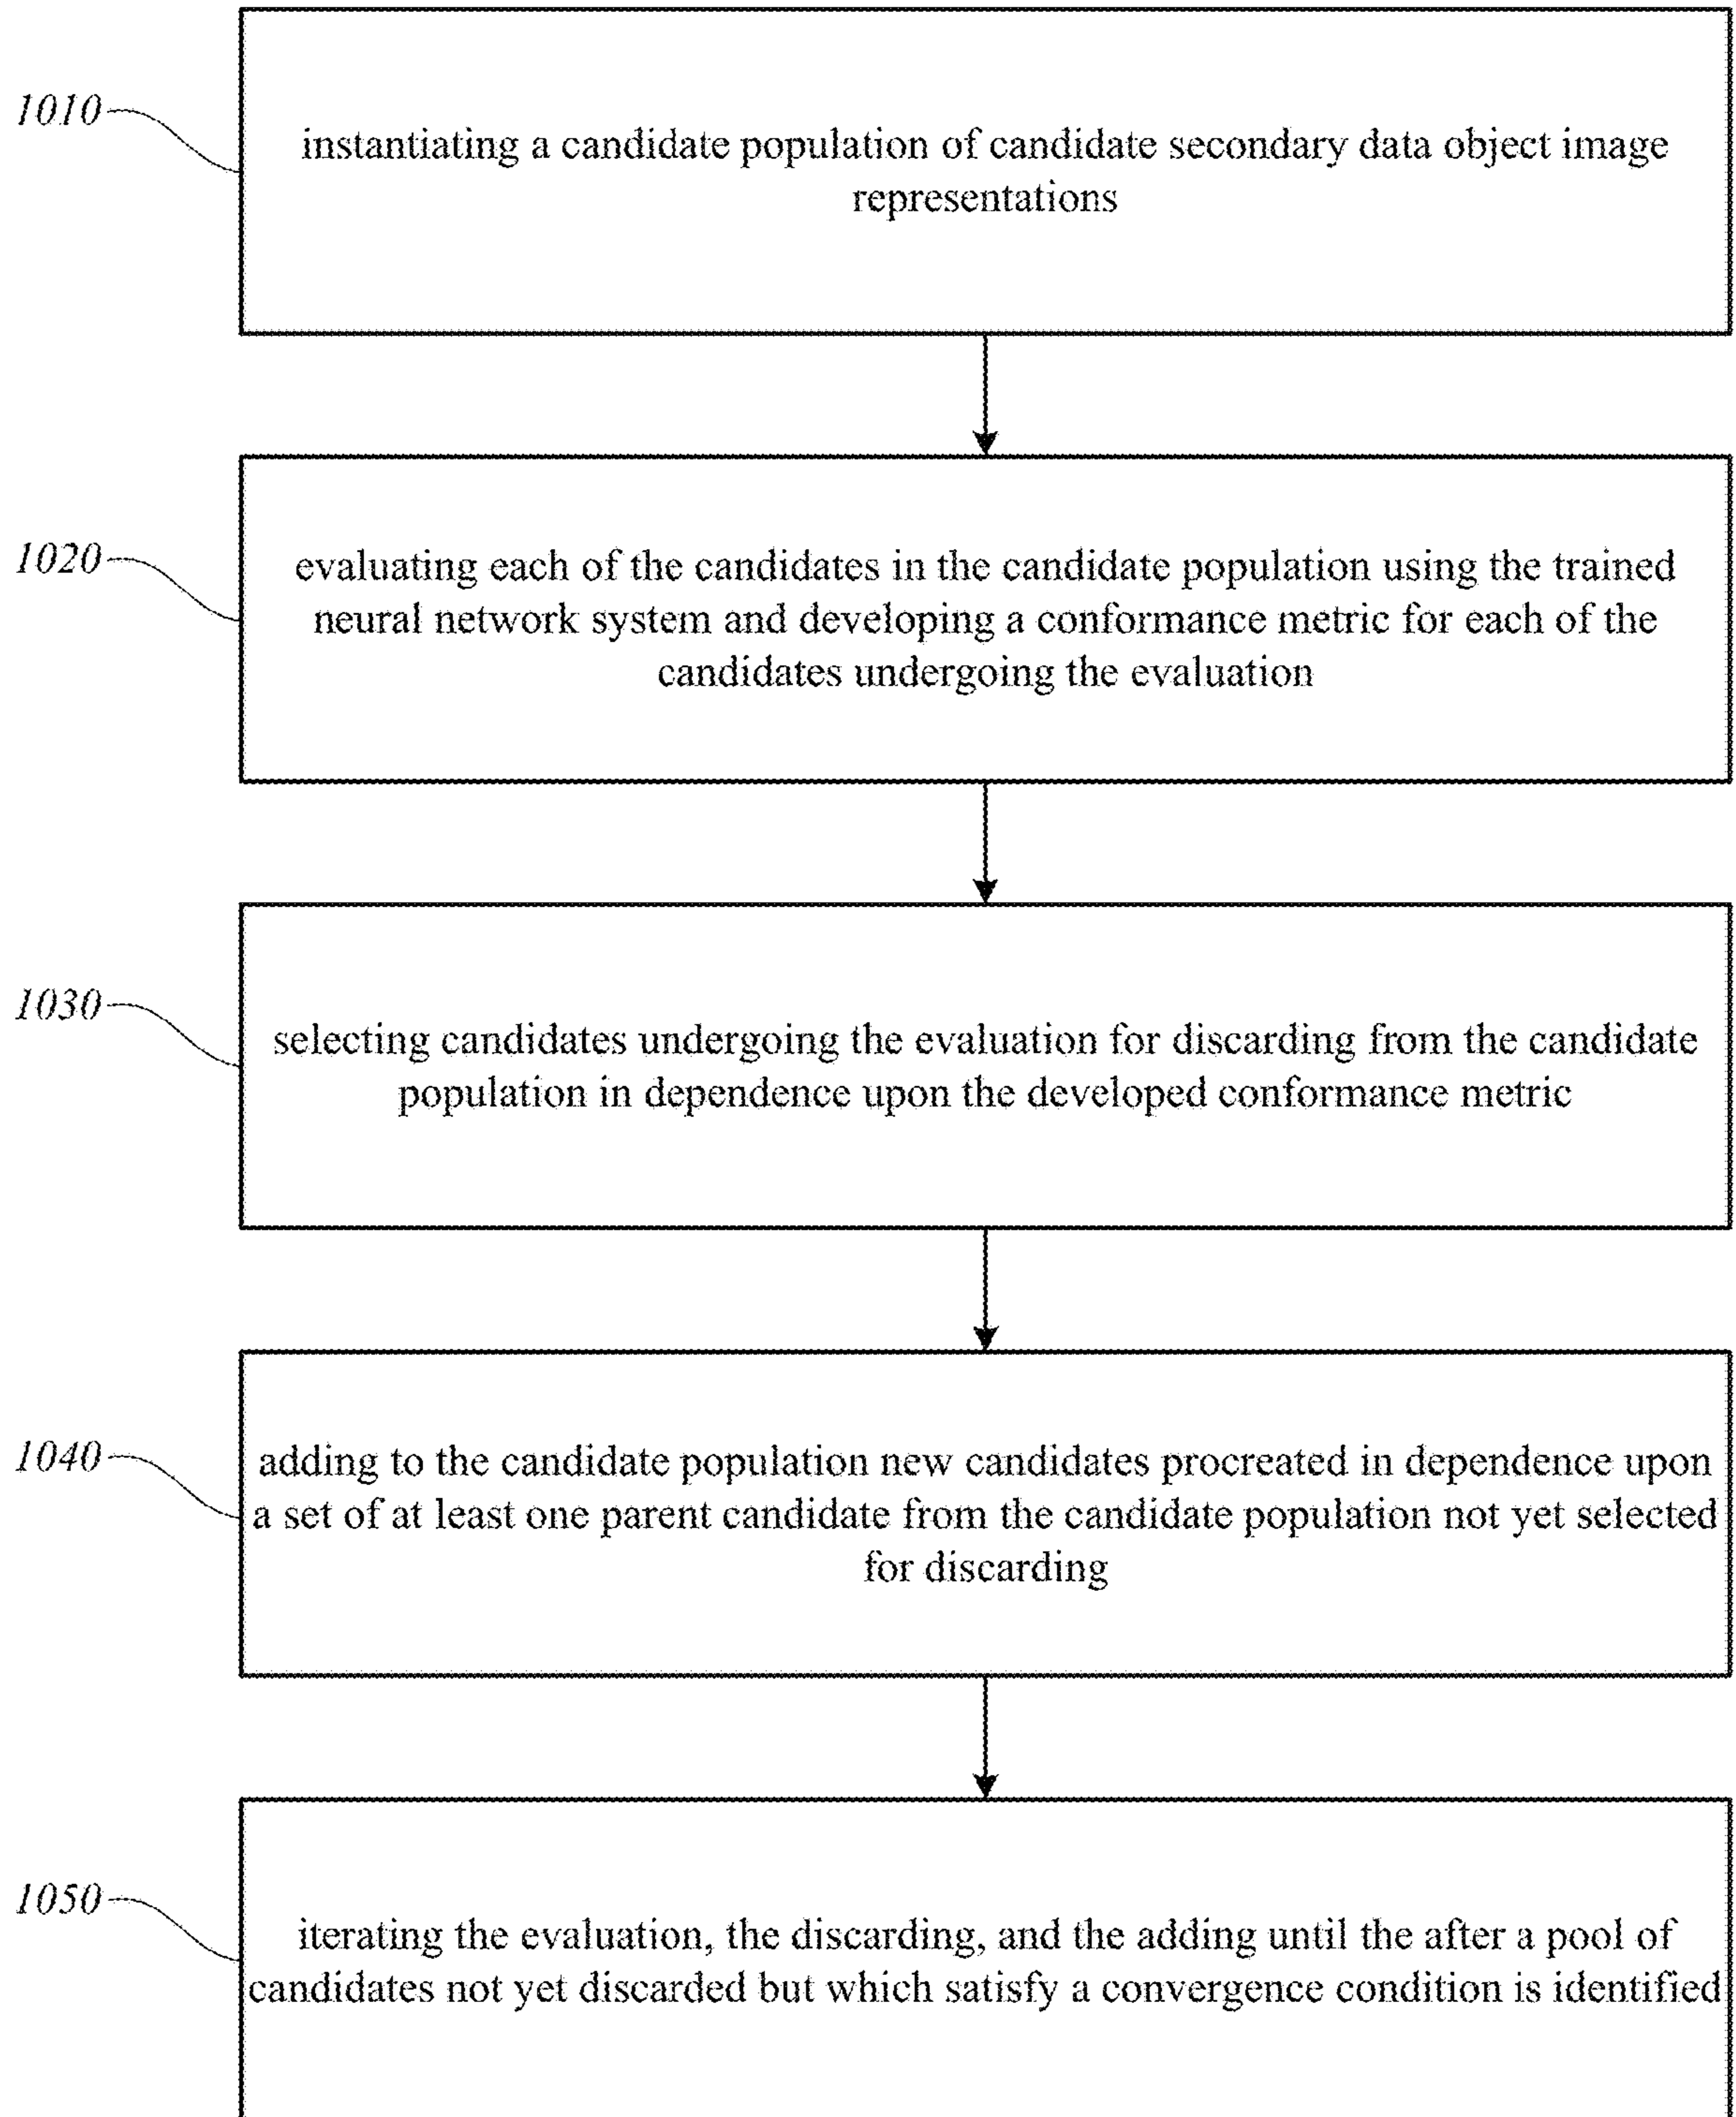 1010
instantiating a candidate population of candidate secondary data object image
representations
1020
evaluating each of the candidates in the candidate population using the trained
neural network system and developing a conformance metric for each of the
candidates undergoing the evaluation
1030
selecting candidates undergoing the evaluation for discarding from the candidate
population in dependence upon the developed conformance metric
1040
adding to the candidate population new candidates procreated in dependence upon
a set of at least one parent candidate from the candidate population not yet selected
for discarding
1050
iterating the evaluation, the discarding, and the adding until the after a pool of
candidates not yet discarded but which satisfy a convergence condition is identified